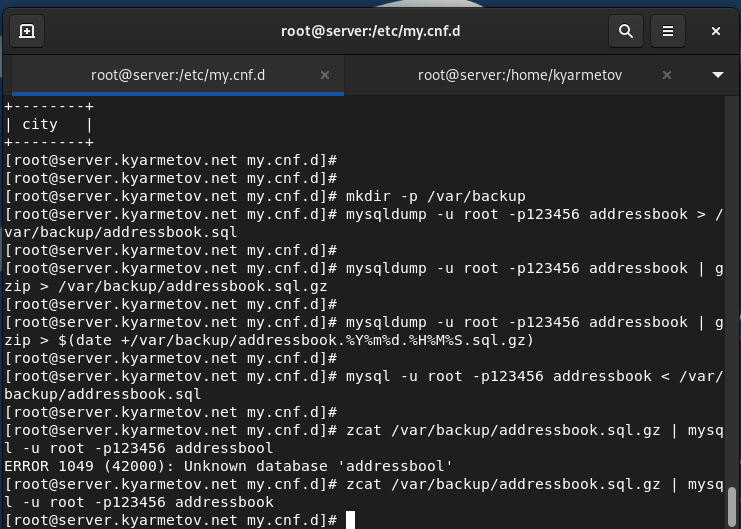 root@server:/etc/my.cnf.d
root@server:/etc/my.cnf.d
root@server:/home/kyarmetov
+--------+
| city   |
+--------+
[root@server.kyarmetov.net my.cnf.d]#
[root@server.kyarmetov.net my.cnf.d]#
[root@server.kyarmetov.net my.cnf.d]# mkdir -p /var/backup
[root@server.kyarmetov.net my.cnf.d]# mysqldump -u root -p123456 addressbook > /
var/backup/addressbook.sql
[root@server.kyarmetov.net my.cnf.d]#
[root@server.kyarmetov.net my.cnf.d]# mysqldump -u root -p123456 addressbook | g
zip > /var/backup/addressbook.sql.gz
[root@server.kyarmetov.net my.cnf.d]#
[root@server.kyarmetov.net my.cnf.d]# mysqldump -u root -p123456 addressbook | g
zip > $(date +/var/backup/addressbook.%Y%m%d.%H%M%S.sql.gz)
[root@server.kyarmetov.net my.cnf.d]#
[root@server.kyarmetov.net my.cnf.d]# mysql -u root -p123456 addressbook < /var/
backup/addressbook.sql
[root@server.kyarmetov.net my.cnf.d]#
[root@server.kyarmetov.net my.cnf.d]# zcat /var/backup/addressbook.sql.gz | mysq
l -u root -p123456 addressbool
ERROR 1049 (42000): Unknown database 'addressbool'
[root@server.kyarmetov.net my.cnf.d]# zcat /var/backup/addressbook.sql.gz | mysq
l -u root -p123456 addressbook
[root@server.kyarmetov.net my.cnf.d]#